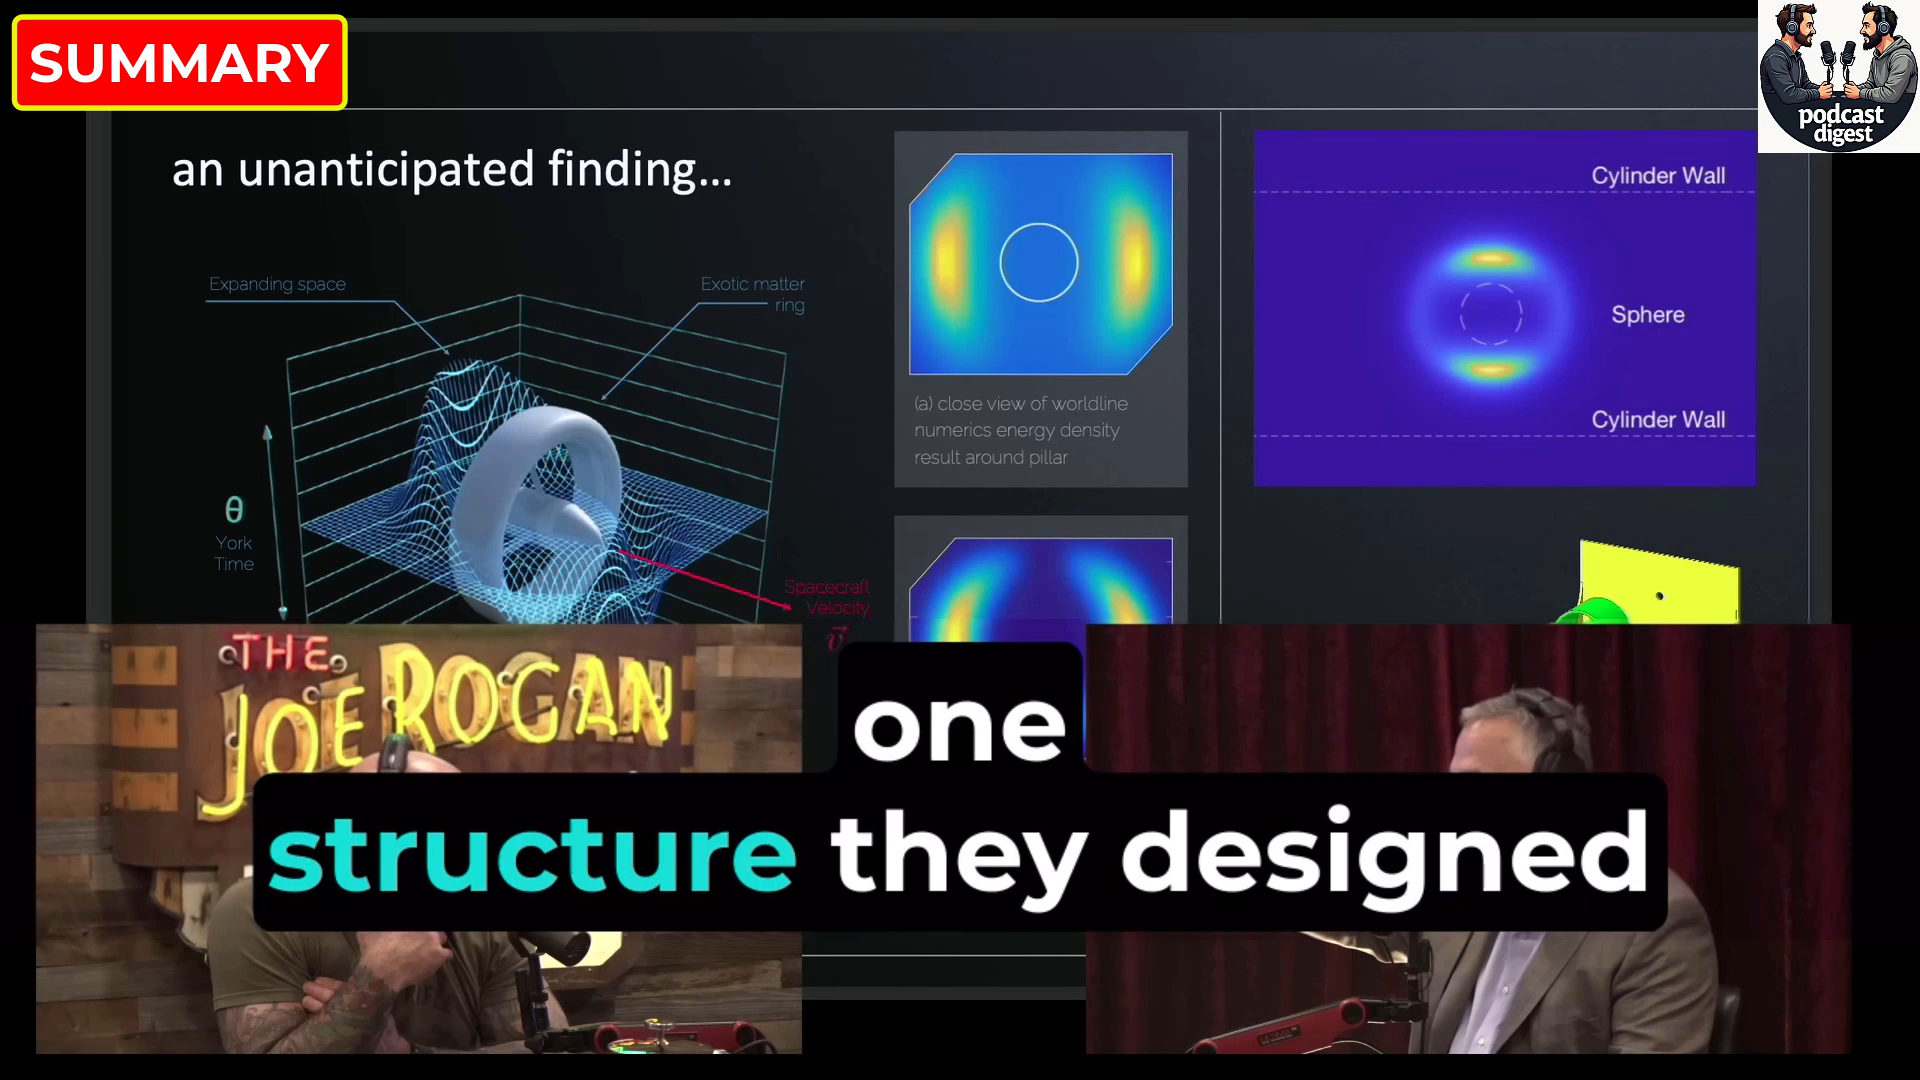 SUMMARY
podcast
digest
an unanticipated finding...
Expanding space
Exotic matter
ring
θ
York
Time
Spacecraft
Velocity
v⃗
(a) close view of worldline
numerics energy density
result around pillar
Cylinder Wall
Sphere
Cylinder Wall
THE
JOE ROGAN
one
structure they designed